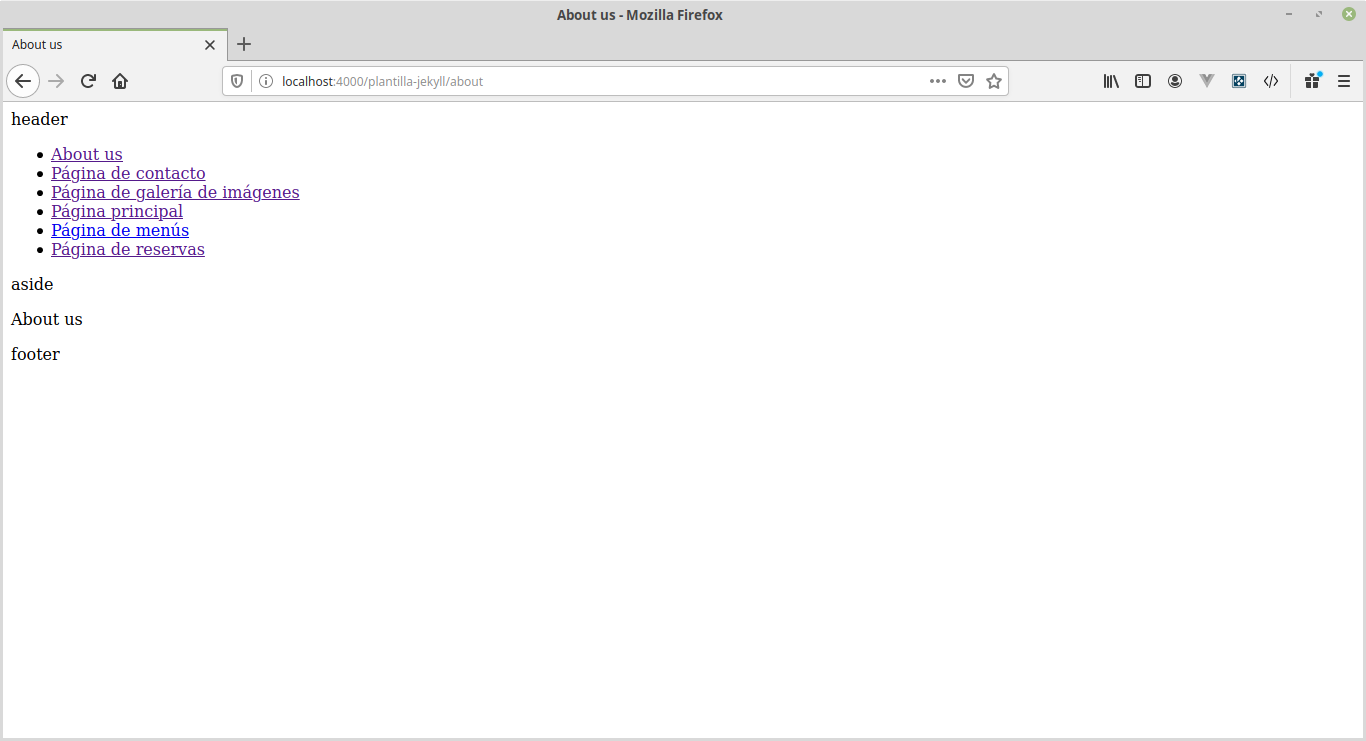 About us - Mozilla Firefox
About us
localhost:4000/plantilla-jekyll/about
header
About us
Página de contacto
Página de galería de imágenes
Página principal
Página de menús
Página de reservas
aside
About us
footer